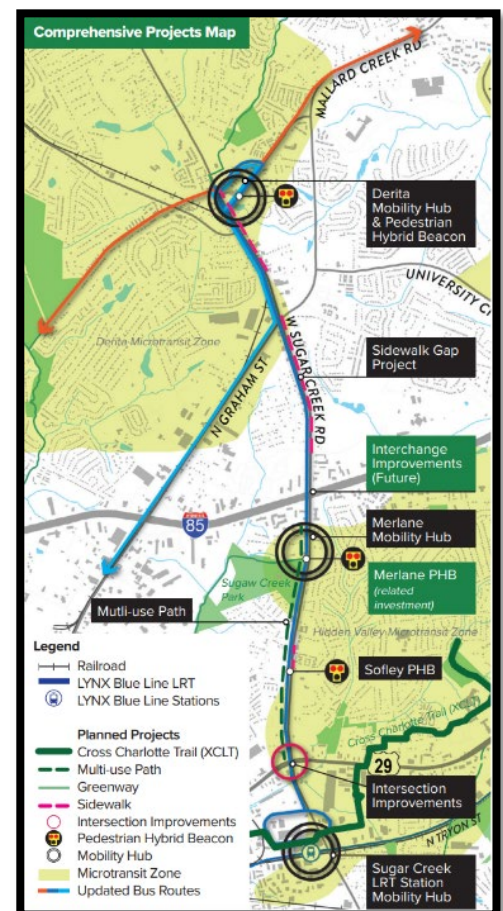 Comprehensive Projects Map
MALLARD CREEK RD
Derita
Mobility Hub
& Pedestrian
Hybrid Beacon
UNIVERSITY
W SUGAR CREEK RD
Derita Microtransit Zone
Sidewalk Gap
Project
N GRAHAM ST
Interchange
Improvements
(Future)
85
Merlane
Mobility Hub
Sugaw Creek
Park
Merlane PHB
(related
investment)
Mutli-use Path
Hidden Valley Microtransit Zone
Legend
Railroad
LYNX Blue Line LRT
LYNX Blue Line Stations
Sofley PHB
Planned Projects
Cross Charlotte Trail (XCLT)
Multi-use Path
Greenway
Sidewalk
Intersection Improvements
Pedestrian Hybrid Beacon
Mobility Hub
Microtransit Zone
Updated Bus Routes
Cross Charlotte Trail (XCLT)
29
Intersection
Improvements
N TRYON ST
Sugar Creek
LRT Station
Mobility Hub